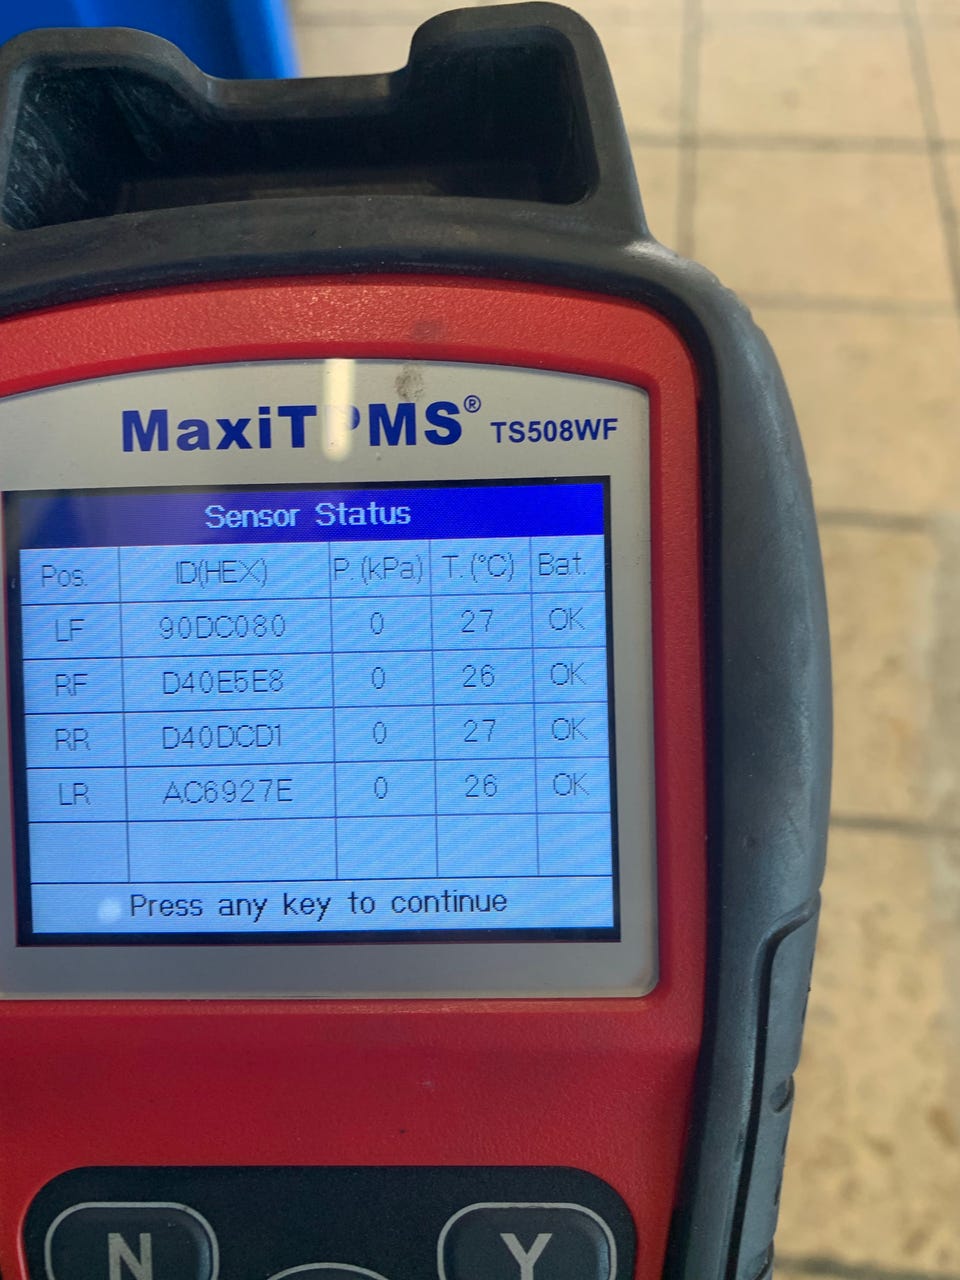 MaxiTPMS® TS508WF
Sensor Status
Pos. ID(HEX) P.(kPa) T.(°C) Bat.
LF 90DC080 0 27 OK
RF D40E5E8 0 26 OK
RR D40DCD1 0 27 OK
LR AC6927E 0 26 OK
Press any key to continue
N Y